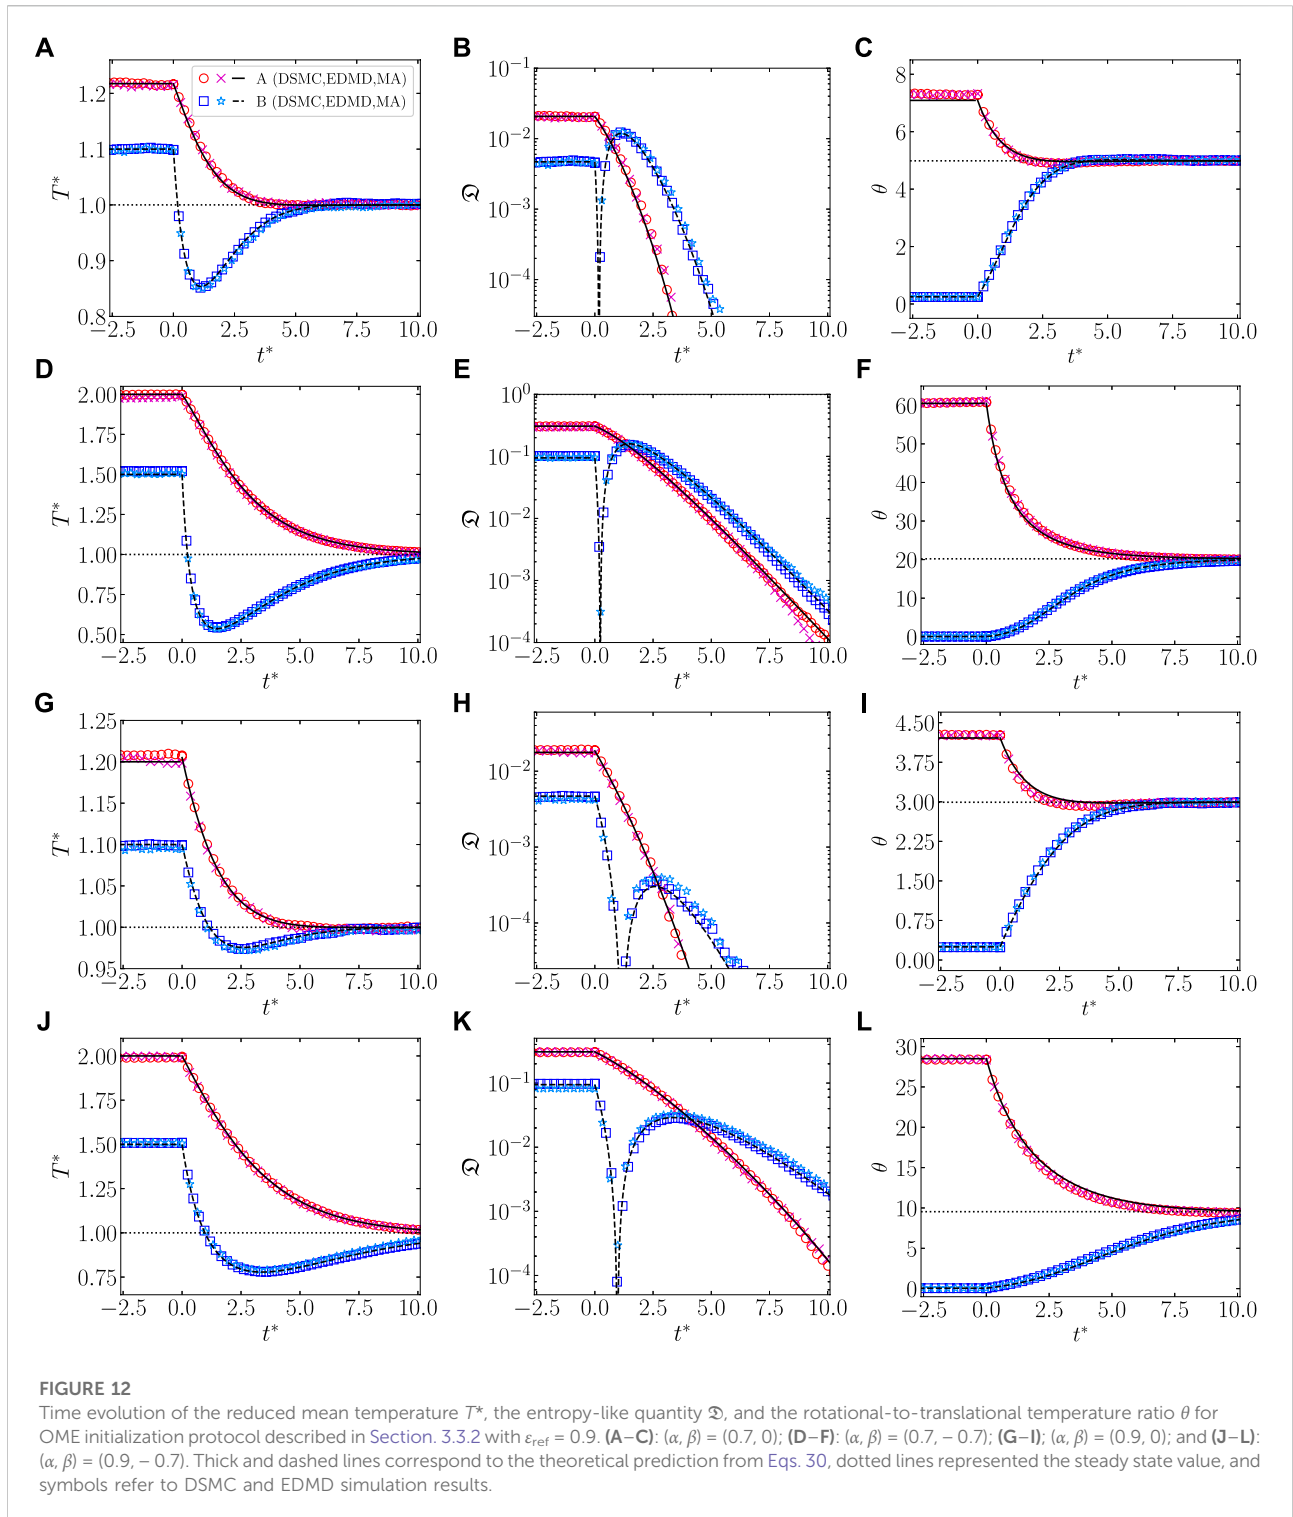 A
B
C
1.2
1.1
1.0
0.9
0.8
T*
−2.5 0.0 2.5 5.0 7.5 10.0
t*
A (DSMC,EDMD,MA)
B (DSMC,EDMD,MA)
10⁻¹
10⁻²
10⁻³
10⁻⁴
𝔇
−2.5 0.0 2.5 5.0 7.5 10.0
t*
8
6
4
2
0
θ
−2.5 0.0 2.5 5.0 7.5 10.0
t*
D
E
F
2.00
1.75
1.50
1.25
1.00
0.75
0.50
T*
−2.5 0.0 2.5 5.0 7.5 10.0
t*
10⁰
10⁻¹
10⁻²
10⁻³
10⁻⁴
𝔇
−2.5 0.0 2.5 5.0 7.5 10.0
t*
60
50
40
30
20
10
0
θ
−2.5 0.0 2.5 5.0 7.5 10.0
t*
G
H
I
1.25
1.20
1.15
1.10
1.05
1.00
0.95
T*
−2.5 0.0 2.5 5.0 7.5 10.0
t*
10⁻²
10⁻³
10⁻⁴
𝔇
−2.5 0.0 2.5 5.0 7.5 10.0
t*
4.50
3.75
3.00
2.25
1.50
0.75
0.00
θ
−2.5 0.0 2.5 5.0 7.5 10.0
t*
J
K
L
2.00
1.75
1.50
1.25
1.00
0.75
T*
−2.5 0.0 2.5 5.0 7.5 10.0
t*
10⁻¹
10⁻²
10⁻³
10⁻⁴
𝔇
−2.5 0.0 2.5 5.0 7.5 10.0
t*
30
25
20
15
10
5
0
θ
−2.5 0.0 2.5 5.0 7.5 10.0
t*
FIGURE 12
Time evolution of the reduced mean temperature T*, the entropy-like quantity 𝔇, and the rotational-to-translational temperature ratio θ for
OME initialization protocol described in Section. 3.3.2 with εref = 0.9. (A–C): (α, β) = (0.7, 0); (D–F): (α, β) = (0.7, − 0.7); (G–I); (α, β) = (0.9, 0); and (J–L):
(α, β) = (0.9, − 0.7). Thick and dashed lines correspond to the theoretical prediction from Eqs. 30, dotted lines represented the steady state value, and
symbols refer to DSMC and EDMD simulation results.